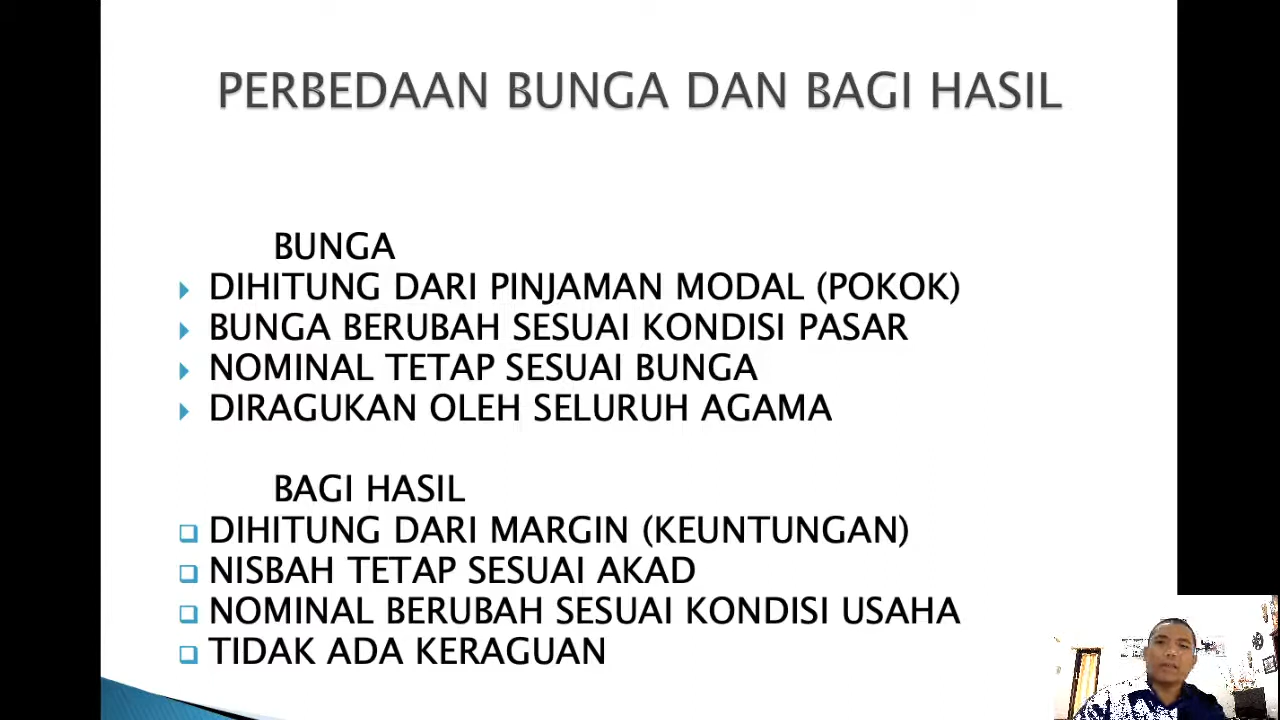 PERBEDAAN BUNGA DAN BAGI HASIL
BUNGA
DIHITUNG DARI PINJAMAN MODAL (POKOK)
BUNGA BERUBAH SESUAI KONDISI PASAR
NOMINAL TETAP SESUAI BUNGA
DIRAGUKAN OLEH SELURUH AGAMA
BAGI HASIL
DIHITUNG DARI MARGIN (KEUNTUNGAN)
NISBAH TETAP SESUAI AKAD
NOMINAL BERUBAH SESUAI KONDISI USAHA
TIDAK ADA KERAGUAN